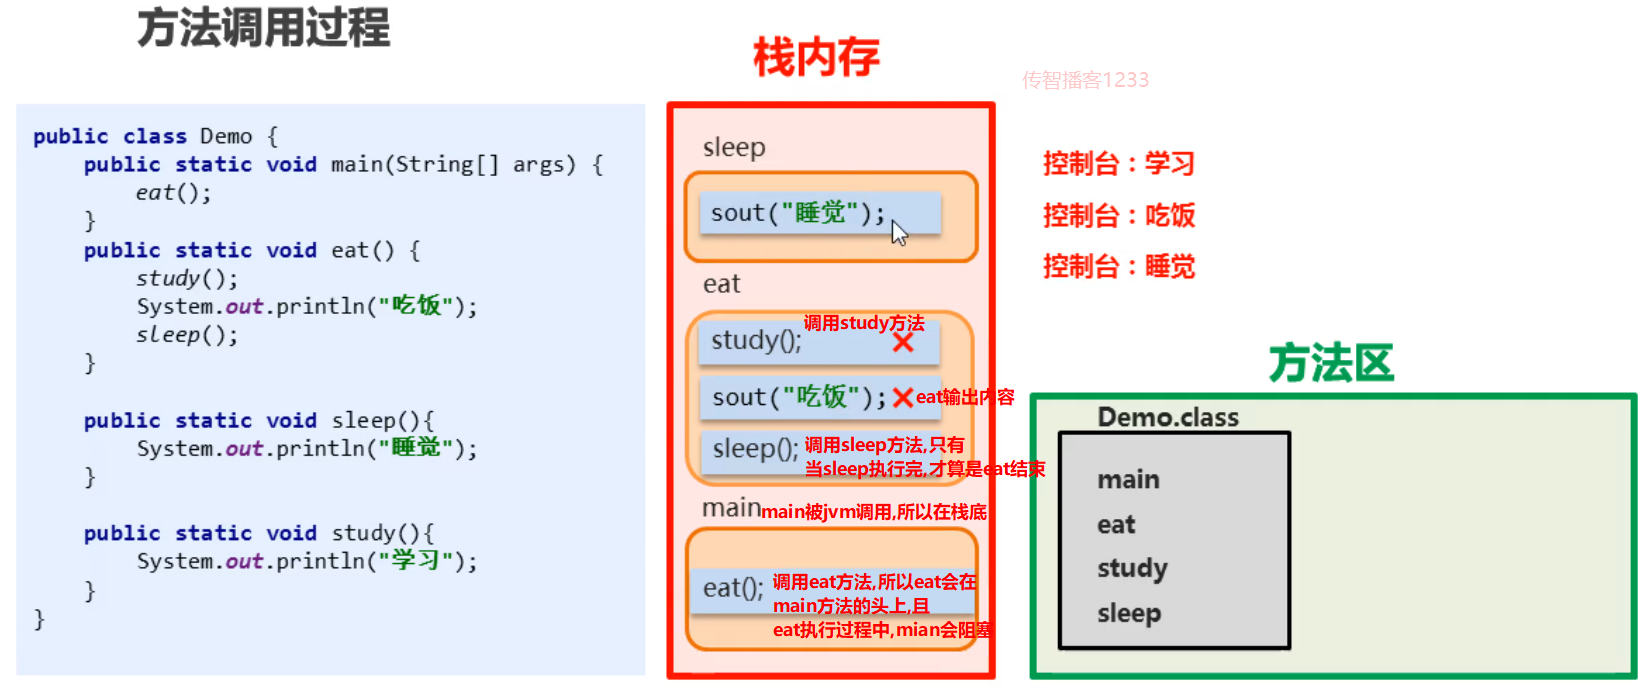 方法调用过程
public class Demo {
public static void main(String[] args) {
eat();
}
public static void eat() {
study();
System.out.println("吃饭");
sleep();
}
public static void sleep(){
System.out.println("睡觉");
}
public static void study(){
System.out.println("学习");
}
}
栈内存
sleep
sout("睡觉");
eat
调用study方法
study();
sout("吃饭");
eat输出内容
sleep();
调用sleep方法,只有
当sleep执行完,才算是eat结束
main
main被jvm调用,所以在栈底
eat();
调用eat方法,所以eat会在
main方法的头上,且
eat执行过程中,mian会阻塞
传智播客1233
控制台：学习
控制台：吃饭
控制台：睡觉
方法区
Demo.class
main
eat
study
sleep